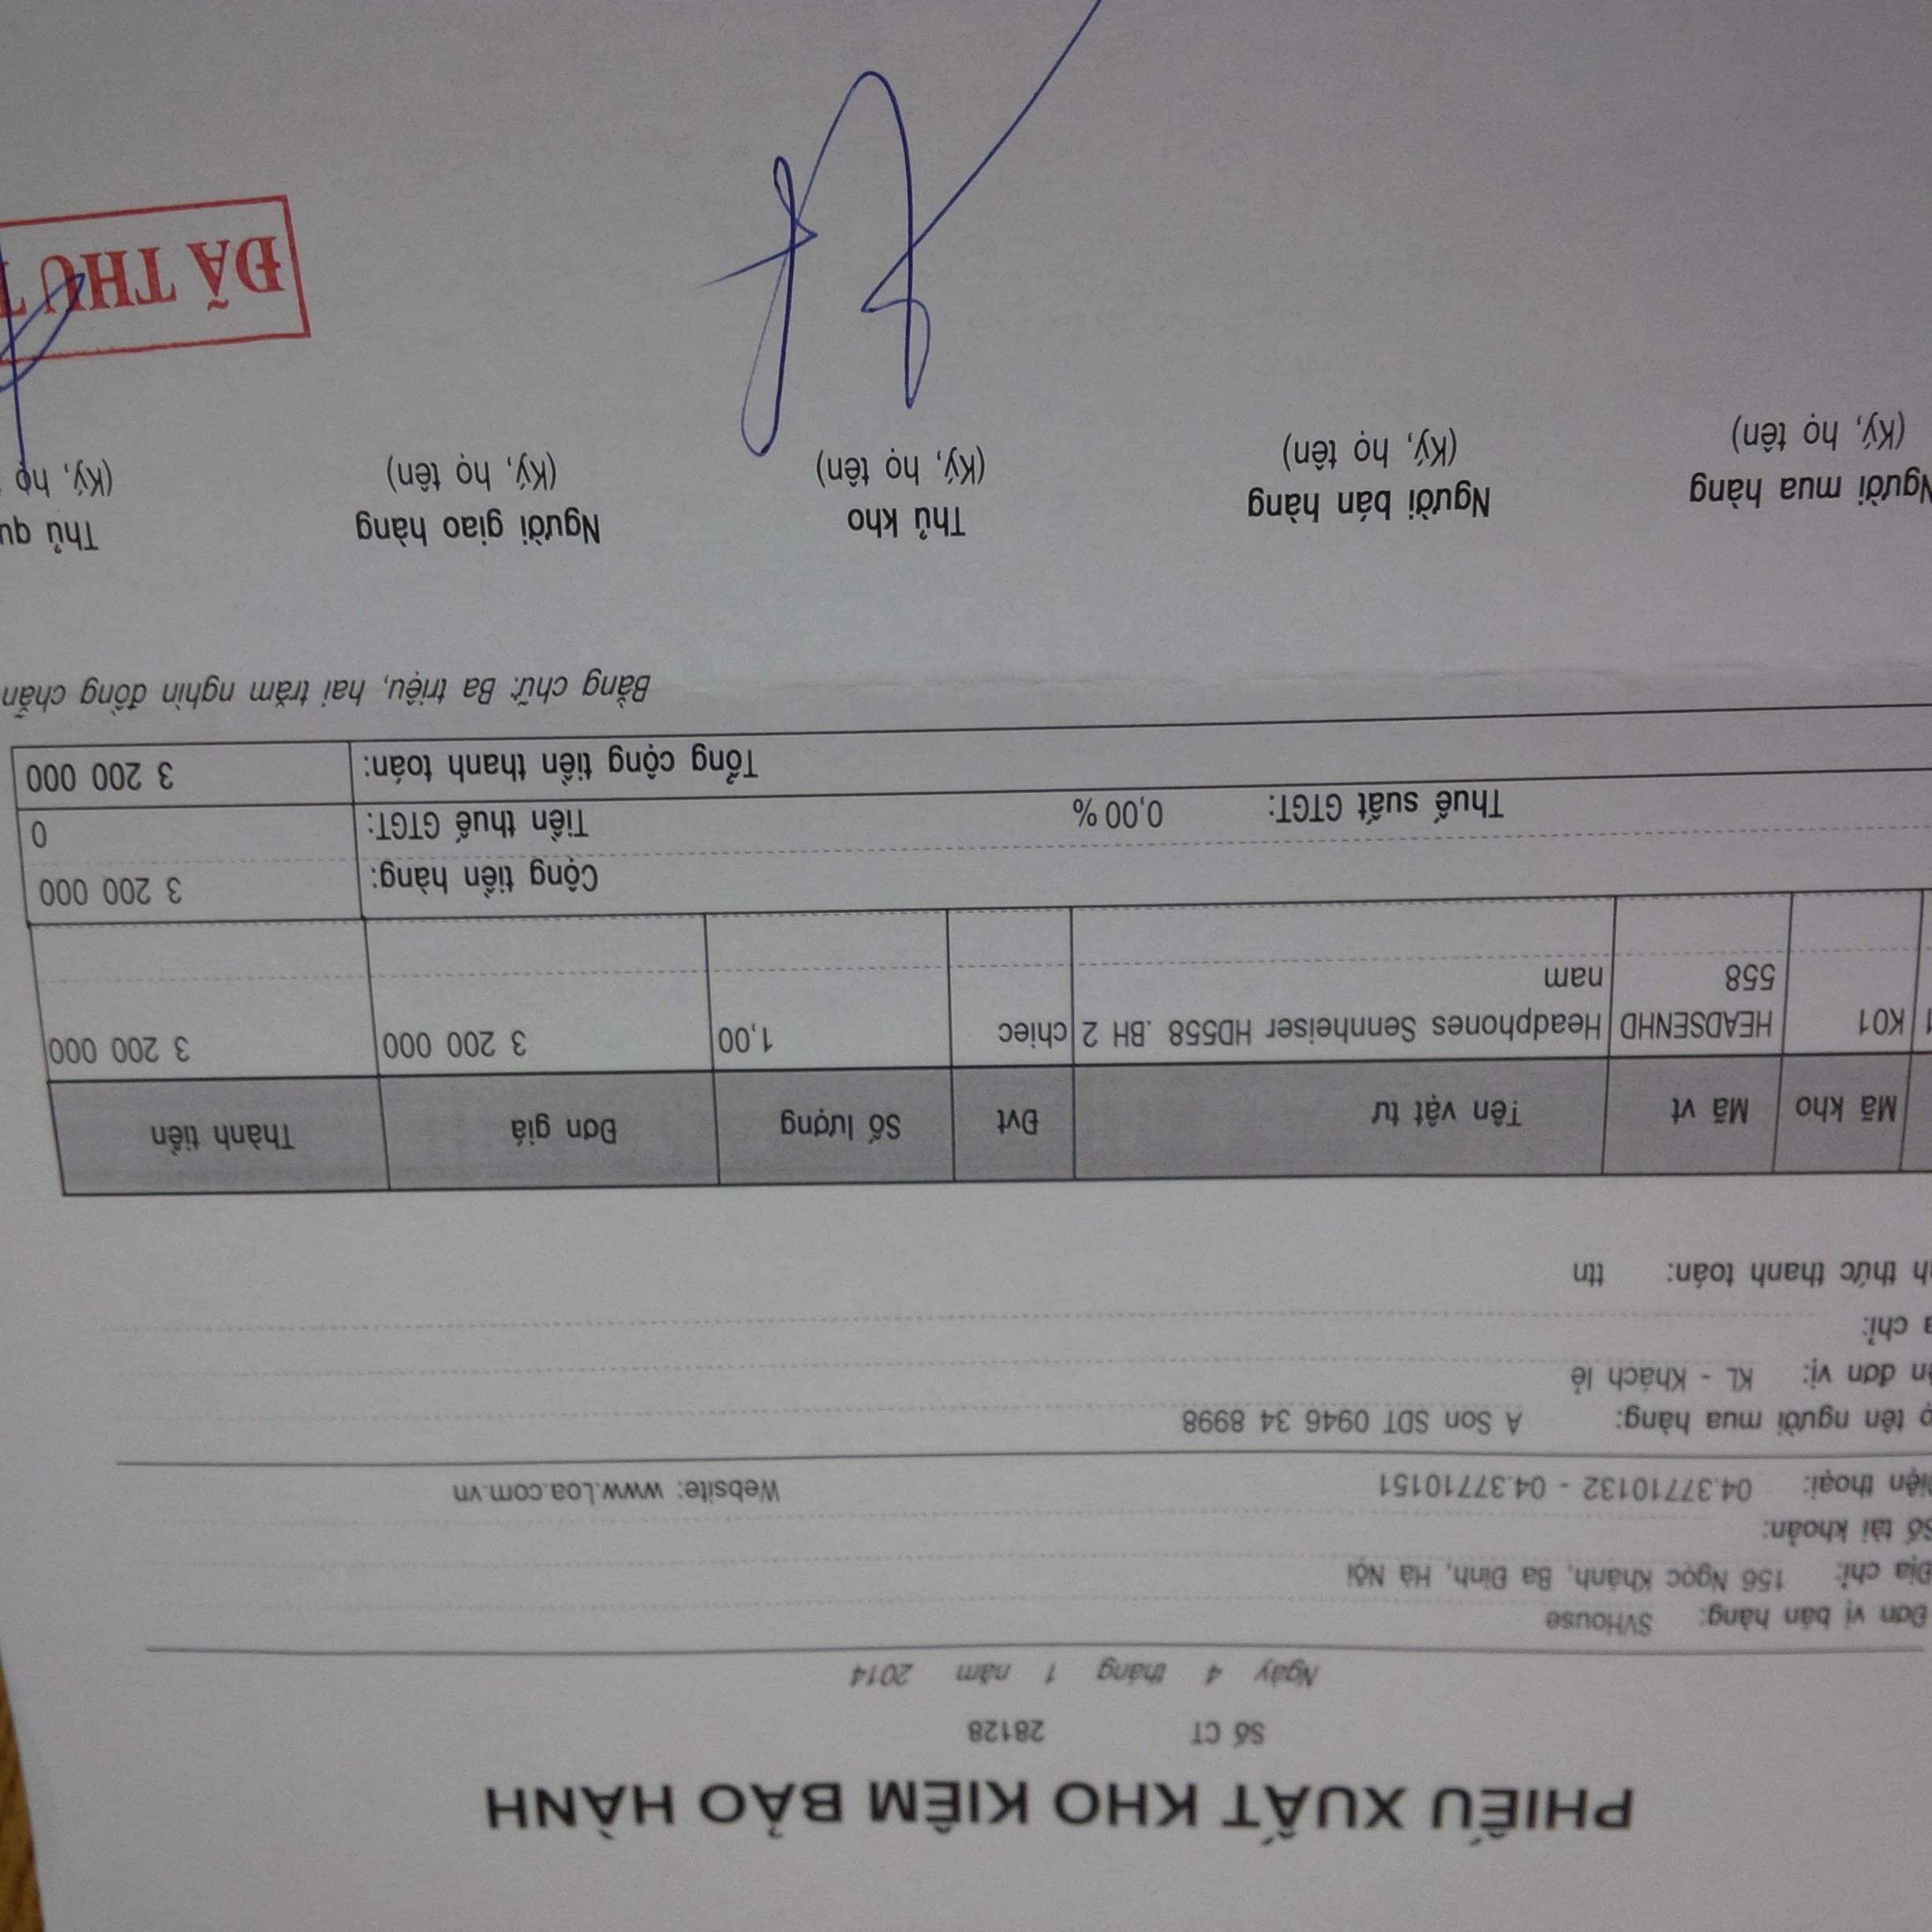 PHIẾU XUẤT KHO KIÊM BẢO HÀNH
Số CT 28128
Ngày 4 tháng 1 năm 2014
Đơn vị bán hàng: SVHouse
Địa chỉ: 156 Ngọc Khánh, Ba Đình, Hà Nội
Số tài khoản:
iện thoại: 04.37710132 - 04.37710151 Website: www.Loa.com.vn
ọ tên người mua hàng: A Son SDT 0946 34 8998
n đơn vị: KL - Khách lẻ
a chỉ:
h thức thanh toán: ttn
Mã kho Mã vt Tên vật tư Đvt Số lượng Đơn giá Thành tiền
1 K01 HEADSENHD Headphones Sennheiser HD558 .BH 2 chiec 1,00 3 200 000 3 200 000
558 nam
Cộng tiền hàng: 3 200 000
Thuế suất GTGT: 0,00 % Tiền thuế GTGT: 0
Tổng cộng tiền thanh toán: 3 200 000
Bằng chữ: Ba triệu, hai trăm nghìn đồng chẵn
Người mua hàng Người bán hàng Thủ kho Người giao hàng Thủ qu
(Ký, họ tên) (Ký, họ tên) (Ký, họ tên) (Ký, họ tên) (Ký, họ
ĐÃ THU T